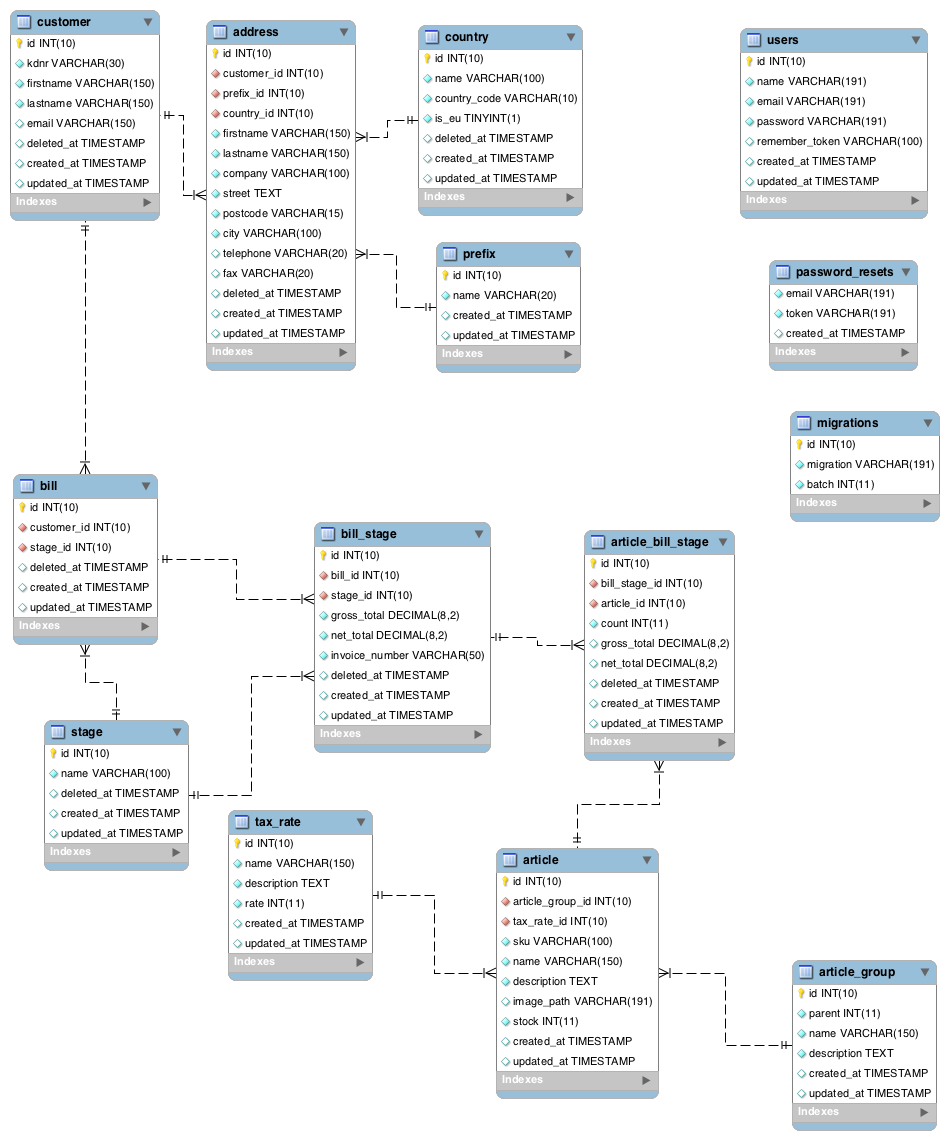 customer
id INT(10)
kdnr VARCHAR(30)
firstname VARCHAR(150)
lastname VARCHAR(150)
email VARCHAR(150)
deleted_at TIMESTAMP
created_at TIMESTAMP
updated_at TIMESTAMP
Indexes
address
id INT(10)
customer_id INT(10)
prefix_id INT(10)
country_id INT(10)
firstname VARCHAR(150)
lastname VARCHAR(150)
company VARCHAR(100)
street TEXT
postcode VARCHAR(15)
city VARCHAR(100)
telephone VARCHAR(20)
fax VARCHAR(20)
deleted_at TIMESTAMP
created_at TIMESTAMP
updated_at TIMESTAMP
Indexes
country
id INT(10)
name VARCHAR(100)
country_code VARCHAR(10)
is_eu TINYINT(1)
deleted_at TIMESTAMP
created_at TIMESTAMP
updated_at TIMESTAMP
Indexes
prefix
id INT(10)
name VARCHAR(20)
created_at TIMESTAMP
updated_at TIMESTAMP
Indexes
users
id INT(10)
name VARCHAR(191)
email VARCHAR(191)
password VARCHAR(191)
remember_token VARCHAR(100)
created_at TIMESTAMP
updated_at TIMESTAMP
Indexes
password_resets
email VARCHAR(191)
token VARCHAR(191)
created_at TIMESTAMP
Indexes
migrations
id INT(10)
migration VARCHAR(191)
batch INT(11)
Indexes
bill
id INT(10)
customer_id INT(10)
stage_id INT(10)
deleted_at TIMESTAMP
created_at TIMESTAMP
updated_at TIMESTAMP
Indexes
bill_stage
id INT(10)
bill_id INT(10)
stage_id INT(10)
gross_total DECIMAL(8,2)
net_total DECIMAL(8,2)
invoice_number VARCHAR(50)
deleted_at TIMESTAMP
created_at TIMESTAMP
updated_at TIMESTAMP
Indexes
article_bill_stage
id INT(10)
bill_stage_id INT(10)
article_id INT(10)
count INT(11)
gross_total DECIMAL(8,2)
net_total DECIMAL(8,2)
deleted_at TIMESTAMP
created_at TIMESTAMP
updated_at TIMESTAMP
Indexes
stage
id INT(10)
name VARCHAR(100)
deleted_at TIMESTAMP
created_at TIMESTAMP
updated_at TIMESTAMP
Indexes
tax_rate
id INT(10)
name VARCHAR(150)
description TEXT
rate INT(11)
created_at TIMESTAMP
updated_at TIMESTAMP
Indexes
article
id INT(10)
article_group_id INT(10)
tax_rate_id INT(10)
sku VARCHAR(100)
name VARCHAR(150)
description TEXT
image_path VARCHAR(191)
stock INT(11)
created_at TIMESTAMP
updated_at TIMESTAMP
Indexes
article_group
id INT(10)
parent INT(11)
name VARCHAR(150)
description TEXT
created_at TIMESTAMP
updated_at TIMESTAMP
Indexes